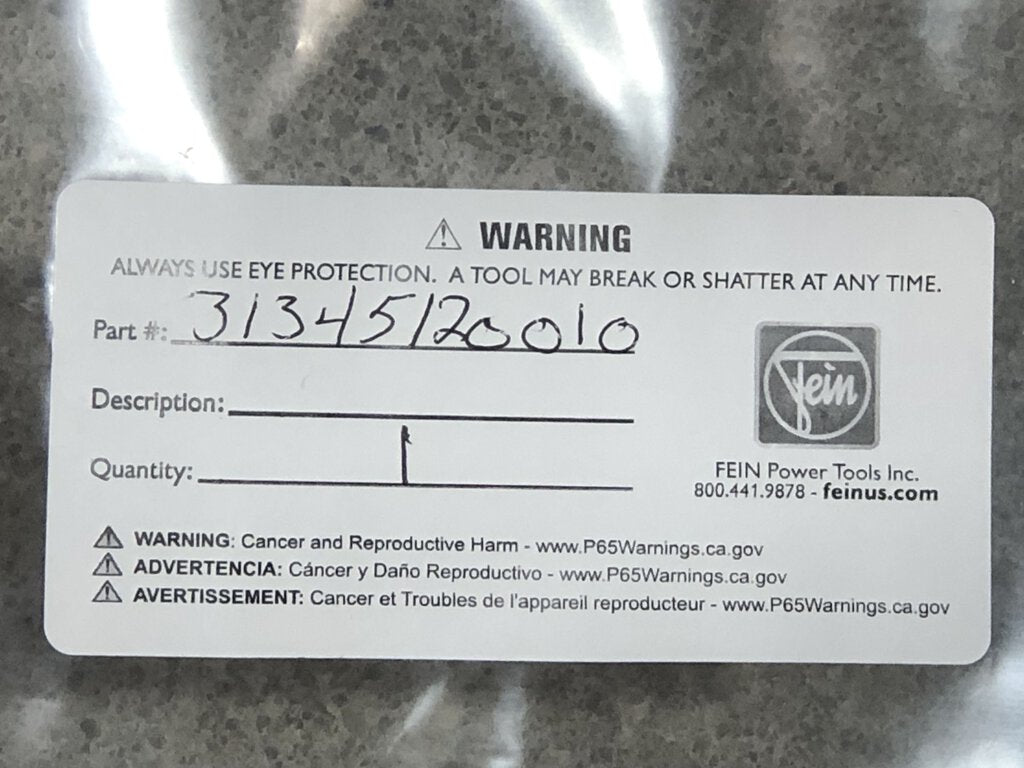 ⚠ WARNING
ALWAYS USE EYE PROTECTION. A TOOL MAY BREAK OR SHATTER AT ANY TIME.
Part #: 31345120010
Description:
Quantity: 1
Fein
FEIN Power Tools Inc.
800.441.9878 - feinus.com
⚠ WARNING: Cancer and Reproductive Harm - www.P65Warnings.ca.gov
⚠ ADVERTENCIA: Cáncer y Daño Reproductivo - www.P65Warnings.ca.gov
⚠ AVERTISSEMENT: Cancer et Troubles de l'appareil reproducteur - www.P65Warnings.ca.gov